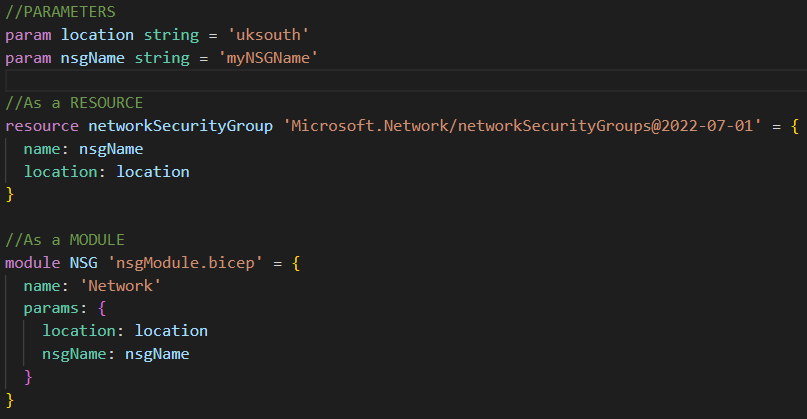 //PARAMETERS
param location string = 'uksouth'
param nsgName string = 'myNSGName'
//As a RESOURCE
resource networkSecurityGroup 'Microsoft.Network/networkSecurityGroups@2022-07-01' = {
  name: nsgName
  location: location
}
//As a MODULE
module NSG 'nsgModule.bicep' = {
  name: 'Network'
  params: {
    location: location
    nsgName: nsgName
  }
}